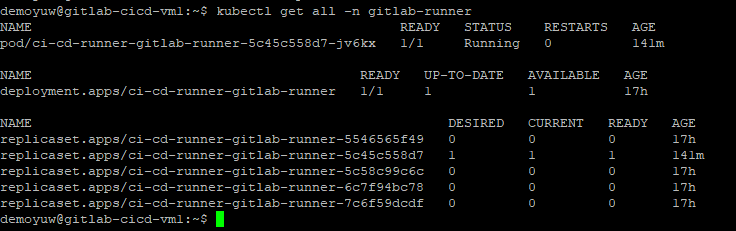 demoyuw@gitlab-cicd-vm1:~$ kubectl get all -n gitlab-runner
NAME READY STATUS RESTARTS AGE
pod/ci-cd-runner-gitlab-runner-5c45c558d7-jv6kx 1/1 Running 0 141m
NAME READY UP-TO-DATE AVAILABLE AGE
deployment.apps/ci-cd-runner-gitlab-runner 1/1 1 1 17h
NAME DESIRED CURRENT READY AGE
replicaset.apps/ci-cd-runner-gitlab-runner-5546565f49 0 0 0 17h
replicaset.apps/ci-cd-runner-gitlab-runner-5c45c558d7 1 1 1 141m
replicaset.apps/ci-cd-runner-gitlab-runner-5c58c99c6c 0 0 0 17h
replicaset.apps/ci-cd-runner-gitlab-runner-6c7f94bc78 0 0 0 17h
replicaset.apps/ci-cd-runner-gitlab-runner-7c6f59dcdf 0 0 0 17h
demoyuw@gitlab-cicd-vm1:~$